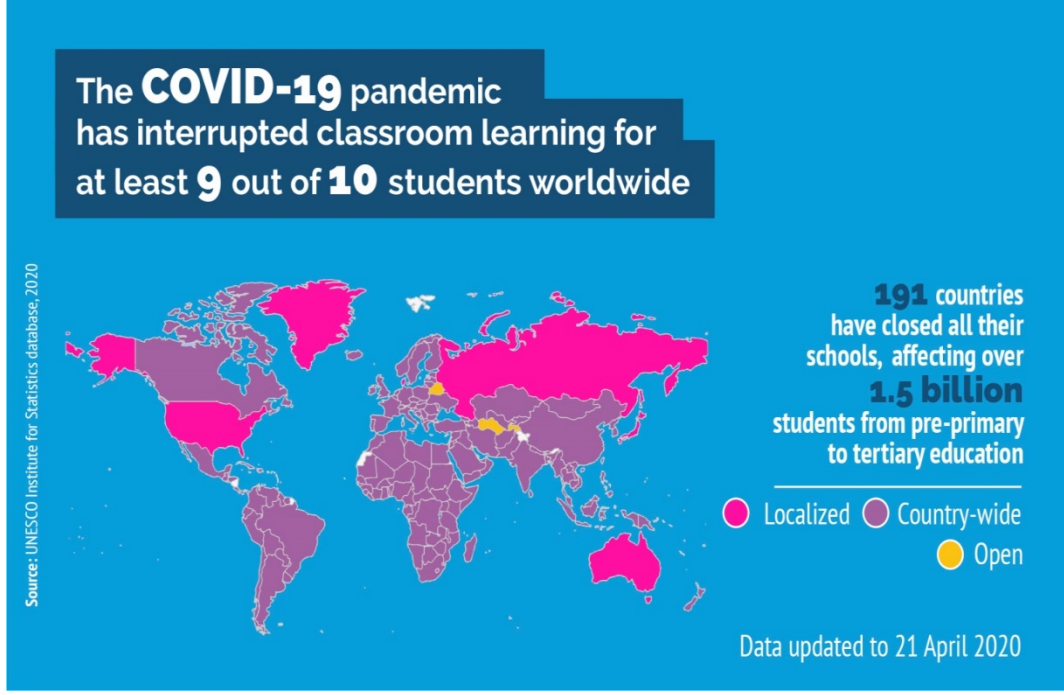 The COVID-19 pandemic
has interrupted classroom learning for
at least 9 out of 10 students worldwide
Source: UNESCO Institute for Statistics database, 2020
191 countries
have closed all their
schools, affecting over
1.5 billion
students from pre-primary
to tertiary education
Localized Country-wide
Open
Data updated to 21 April 2020